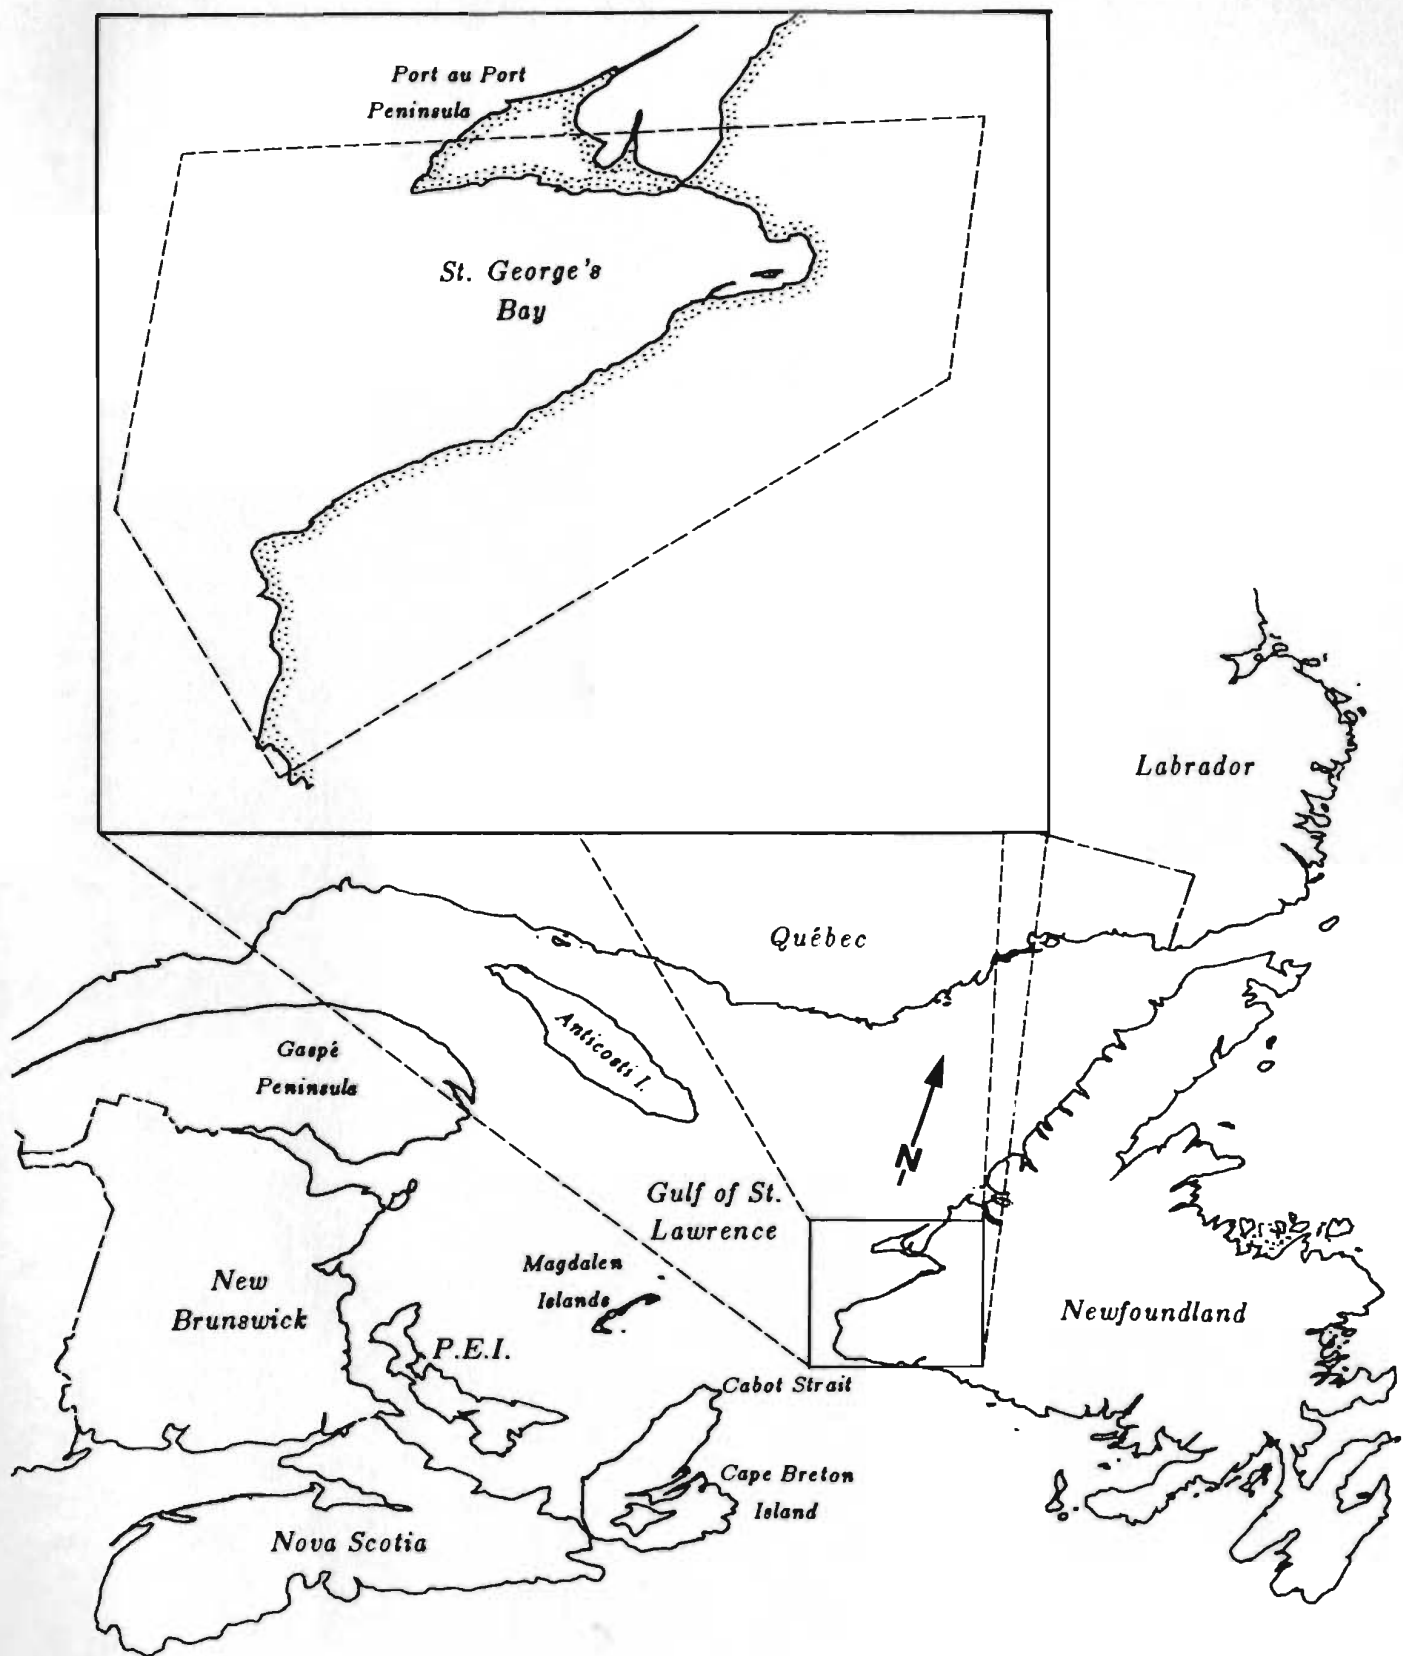 Port au Port
Peninsula
St. George's
Bay
Labrador
Québec
Anticosti I.
Gaspé
Peninsula
N
Gulf of St.
Lawrence
Magdalen
Islands
New
Brunswick
Newfoundland
P.E.I.
Cabot Strait
Cape Breton
Island
Nova Scotia